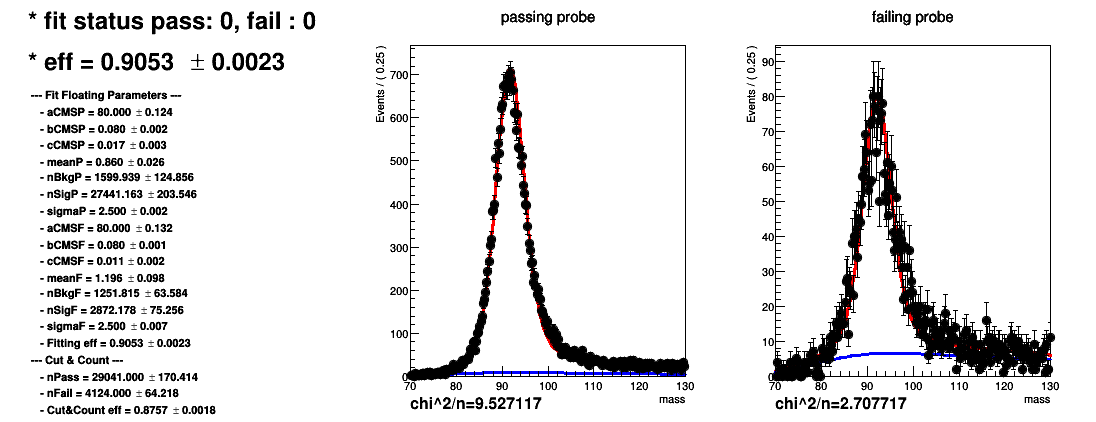 * fit status pass: 0, fail : 0
* eff = 0.9053 ± 0.0023
--- Fit Floating Parameters ---
- aCMSP = 80.000 ± 0.124
- bCMSP = 0.080 ± 0.002
- cCMSP = 0.017 ± 0.003
- meanP = 0.860 ± 0.026
- nBkgP = 1599.939 ± 124.856
- nSigP = 27441.163 ± 203.546
- sigmaP = 2.500 ± 0.002
- aCMSF = 80.000 ± 0.132
- bCMSF = 0.080 ± 0.001
- cCMSF = 0.011 ± 0.002
- meanF = 1.196 ± 0.098
- nBkgF = 1251.815 ± 63.584
- nSigF = 2872.178 ± 75.256
- sigmaF = 2.500 ± 0.007
- Fitting eff = 0.9053 ± 0.0023
--- Cut & Count ---
- nPass = 29041.000 ± 170.414
- nFail = 4124.000 ± 64.218
- Cut&Count eff = 0.8757 ± 0.0018
passing probe
Events / ( 0.25 )
700
600
500
400
300
200
100
0
70 80 90 100 110 120 130
mass
chi^2/n=9.527117
failing probe
Events / ( 0.25 )
90
80
70
60
50
40
30
20
10
0
70 80 90 100 110 120 130
mass
chi^2/n=2.707717